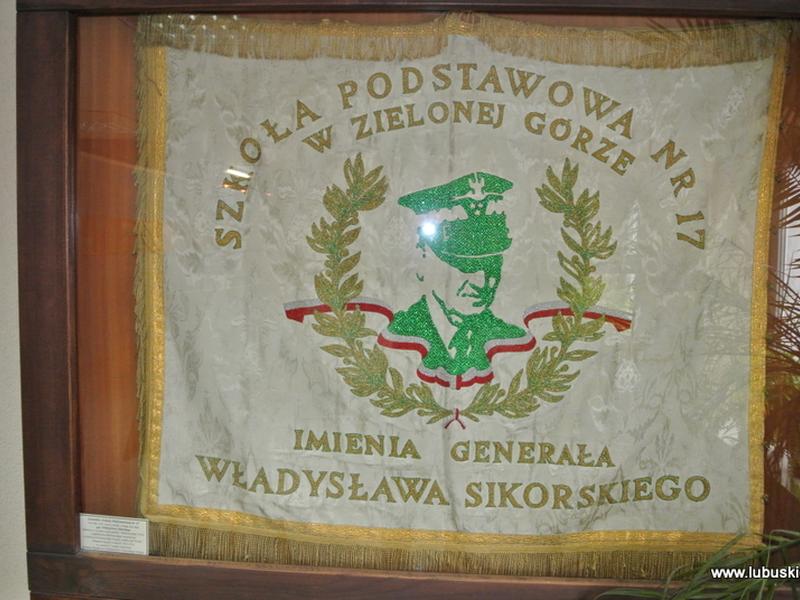 SZKOŁA PODSTAWOWA NR 17
W ZIELONEJ GÓRZE
IMIENIA GENERAŁA
WŁADYSŁAWA SIKORSKIEGO
www.lubuski